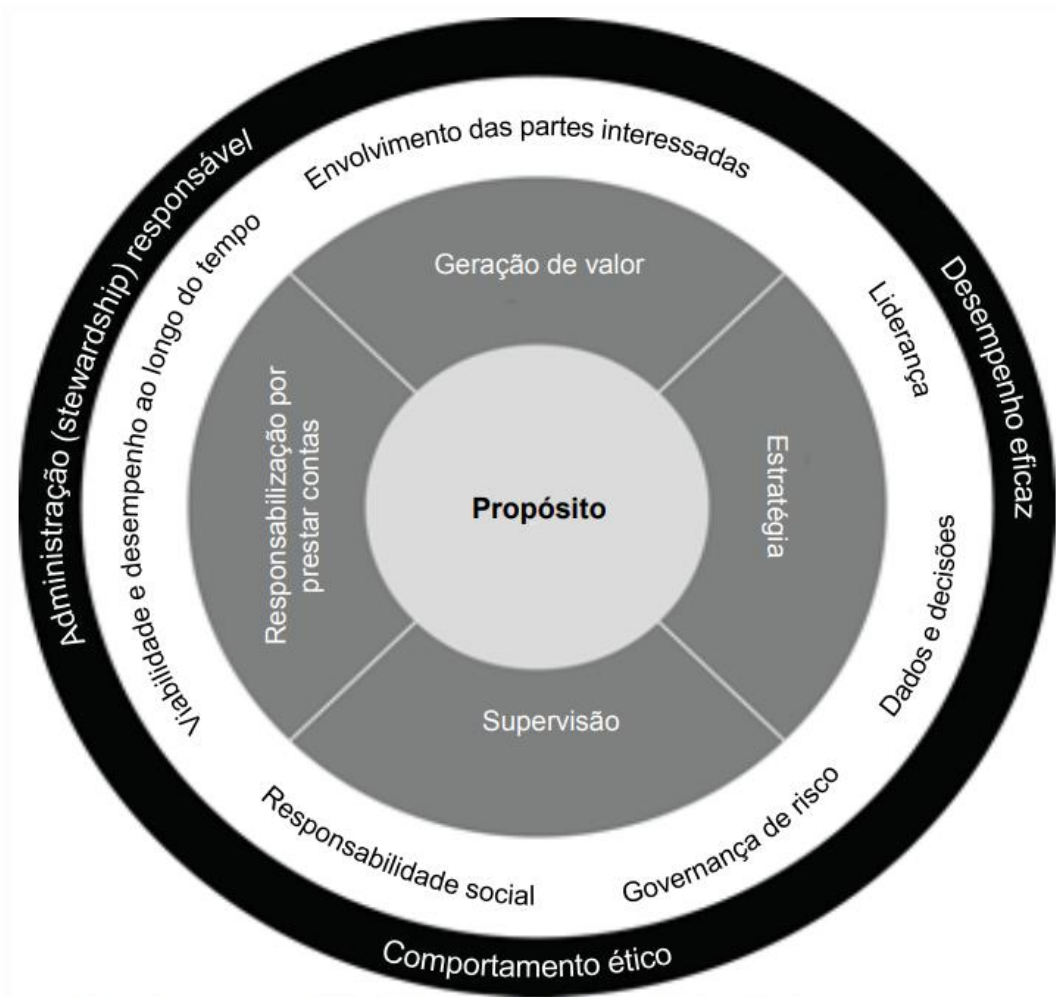 Administração (stewardship) responsável
Desempenho eficaz
Comportamento ético
Envolvimento das partes interessadas
Liderança
Dados e decisões
Governança de risco
Responsabilidade social
Viabilidade e desempenho ao longo do tempo
Geração de valor
Estratégia
Supervisão
Responsabilização por
prestar contas
Propósito